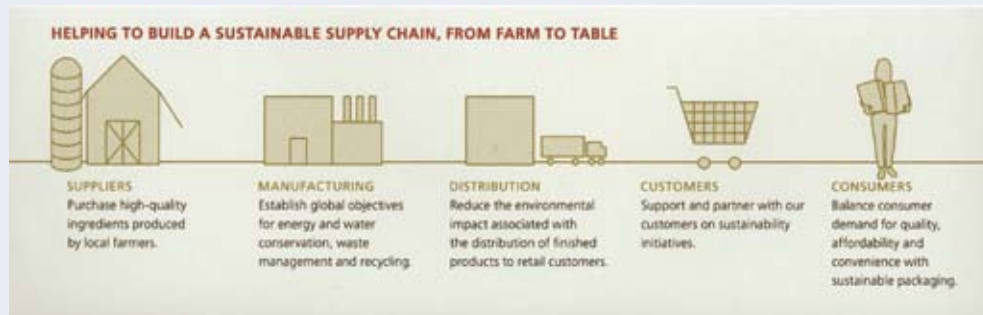 HELPING TO BUILD A SUSTAINABLE SUPPLY CHAIN, FROM FARM TO TABLE
SUPPLIERS
Purchase high-quality
ingredients produced
by local farmers.
MANUFACTURING
Establish global objectives
for energy and water
conservation, waste
management and recycling.
DISTRIBUTION
Reduce the environmental
impact associated with
the distribution of finished
products to retail customers.
CUSTOMERS
Support and partner with our
customers on sustainability
initiatives.
CONSUMERS
Balance consumer
demand for quality,
affordability and
convenience with
sustainable packaging.